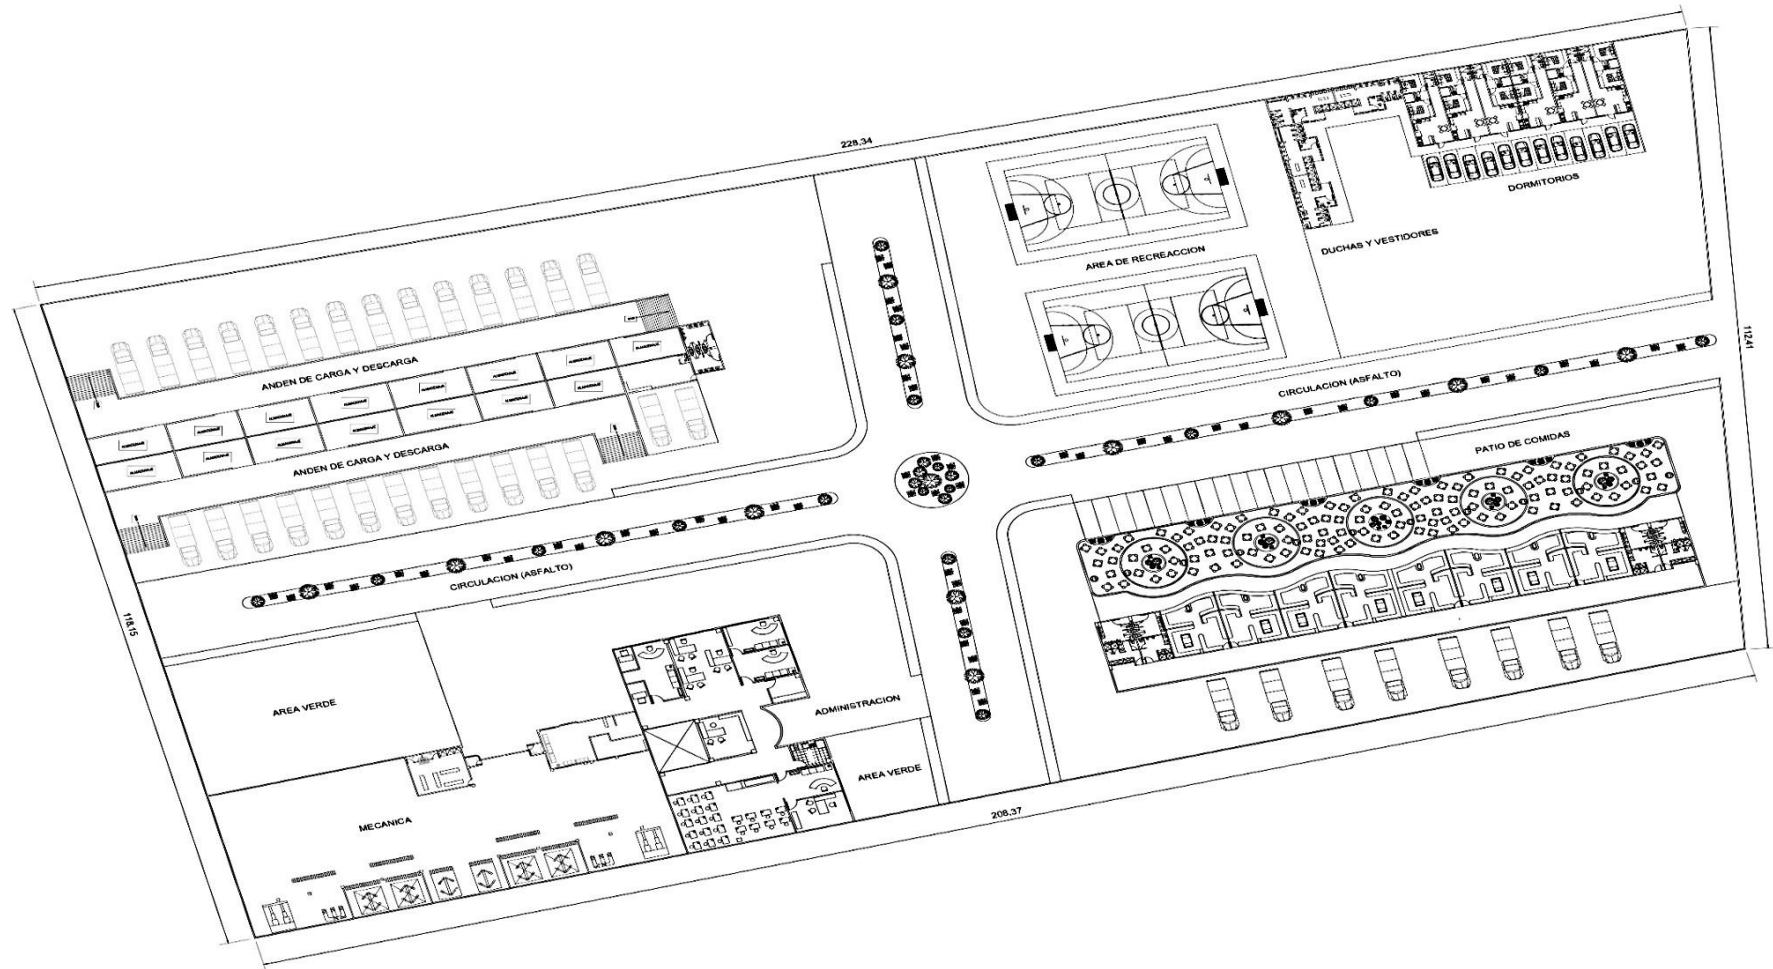 228,34
DORMITORIOS
DUCHAS Y VESTIDORES
AREA DE RECREACCION
112,41
ANDEN DE CARGA Y DESCARGA
CIRCULACION (ASFALTO)
PATIO DE COMIDAS
ANDEN DE CARGA Y DESCARGA
CIRCULACION (ASFALTO)
118,15
AREA VERDE
ADMINISTRACION
AREA VERDE
MECANICA
208,37